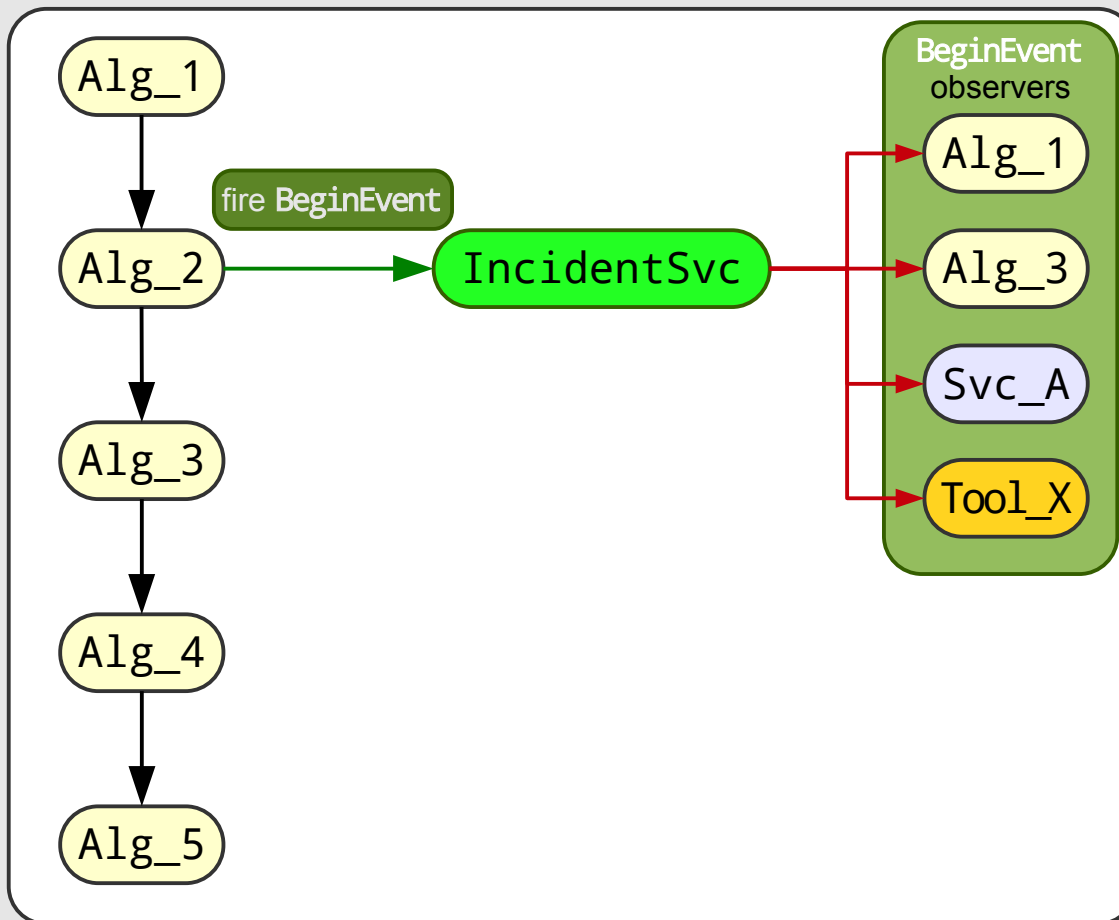 Alg_1
Alg_2
Alg_3
Alg_4
Alg_5
fire BeginEvent
IncidentSvc
BeginEvent
observers
Alg_1
Alg_3
Svc_A
Tool_X